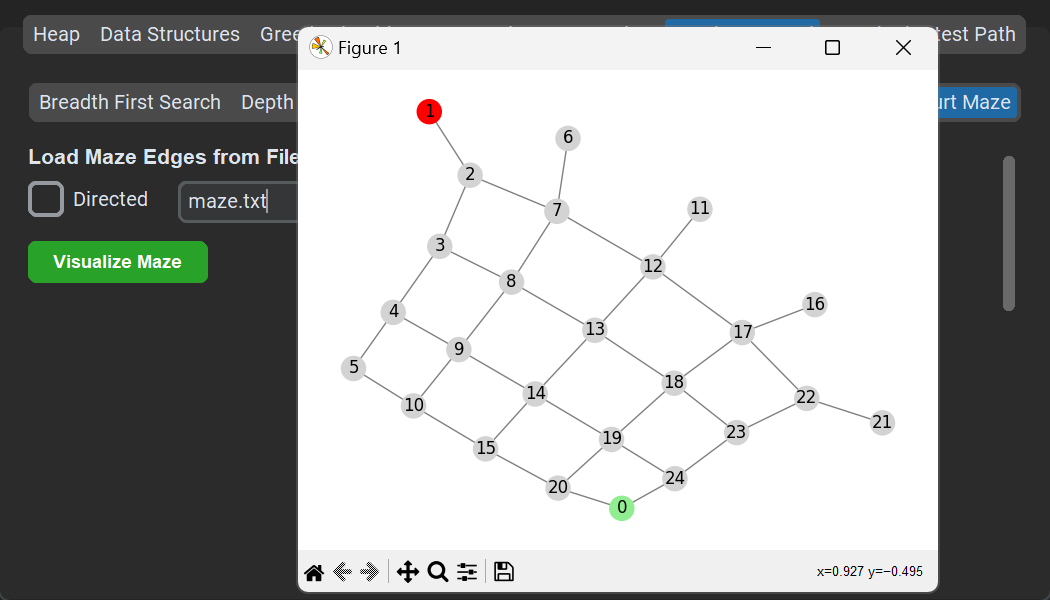 Heap Data Structures Gree
test Path
Figure 1
Breadth First Search Depth
urt Maze
Load Maze Edges from File
Directed
maze.txt
Visualize Maze
1
6
2
7
11
3
12
8
16
4
13
17
9
5
18
14
22
10
21
23
19
15
24
20
0
x=0.927 y=−0.495